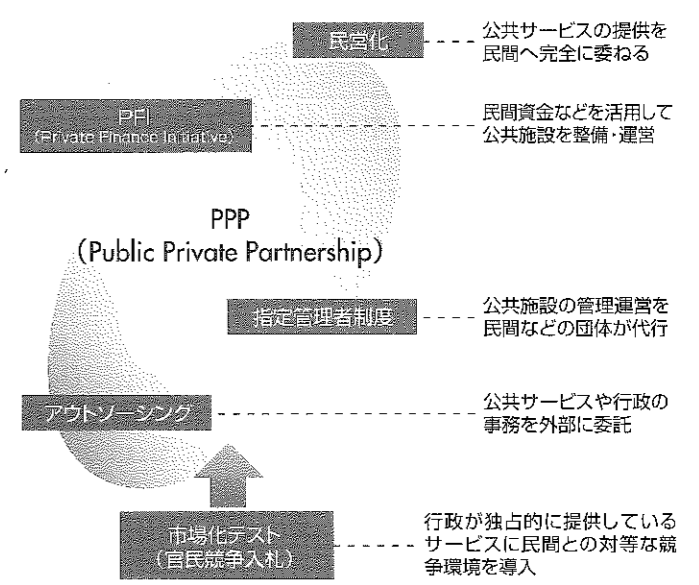 民営化
公共サービスの提供を
民間へ完全に委ねる
PFI
(Private Finance Initiative)
民間資金などを活用して
公共施設を整備・運営
PPP
(Public Private Partnership)
指定管理者制度
公共施設の管理運営を
民間などの団体が代行
アウトソーシング
公共サービスや行政の
事務を外部に委託
市場化テスト
(官民競争入札)
行政が独占的に提供している
サービスに民間との対等な競
争環境を導入